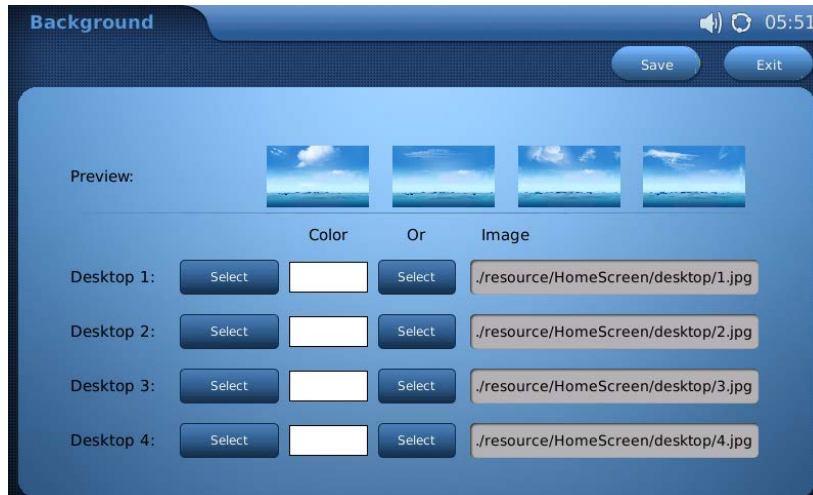 Background 05:51
Save Exit
Preview:
Color Or Image
Desktop 1: Select Select ./resource/HomeScreen/desktop/1.jpg
Desktop 2: Select Select ./resource/HomeScreen/desktop/2.jpg
Desktop 3: Select Select ./resource/HomeScreen/desktop/3.jpg
Desktop 4: Select Select ./resource/HomeScreen/desktop/4.jpg